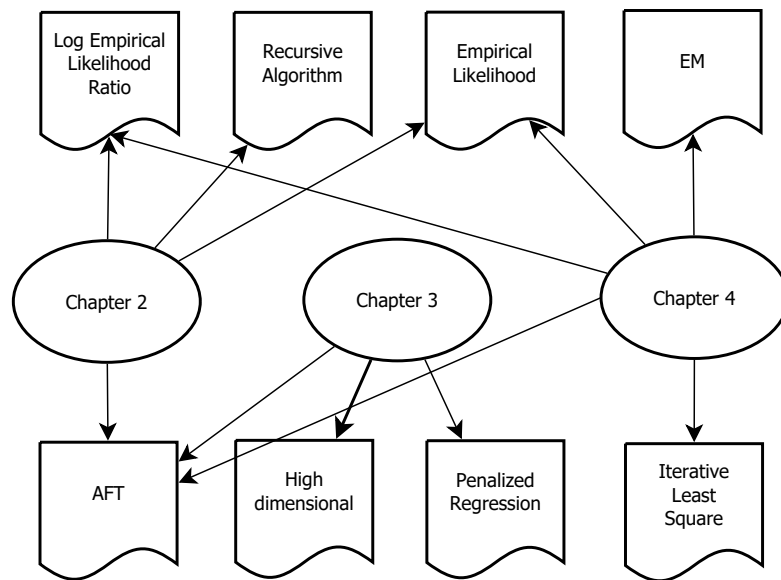 Log Empirical
Likelihood
Ratio
Recursive
Algorithm
Empirical
Likelihood
EM
Chapter 2
Chapter 3
Chapter 4
AFT
High
dimensional
Penalized
Regression
Iterative
Least
Square